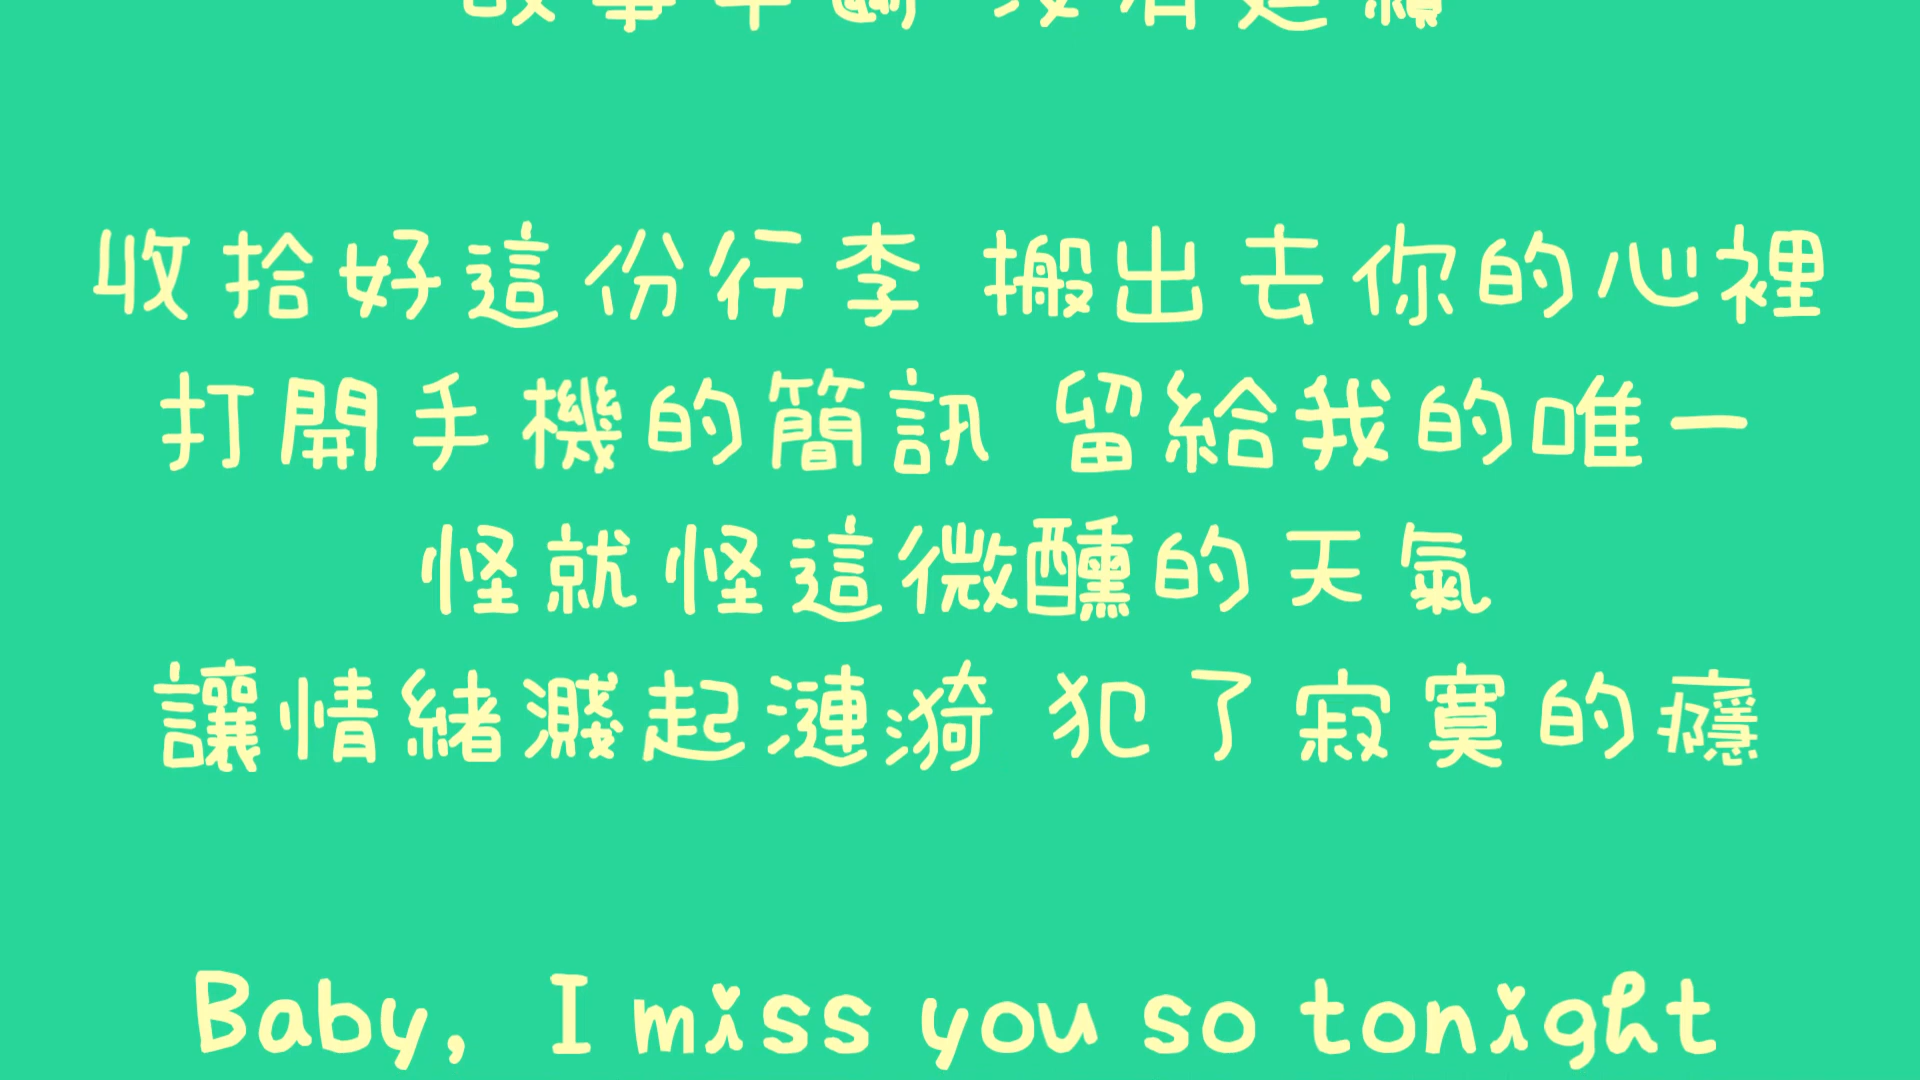 故事中斷 沒有延續
收拾好這份行李 搬出去你的心裡
打開手機的簡訊 留給我的唯一
怪就怪這微醺的天氣
讓情緒濺起漣漪 犯了寂寞的癮
Baby, I miss you so tonight